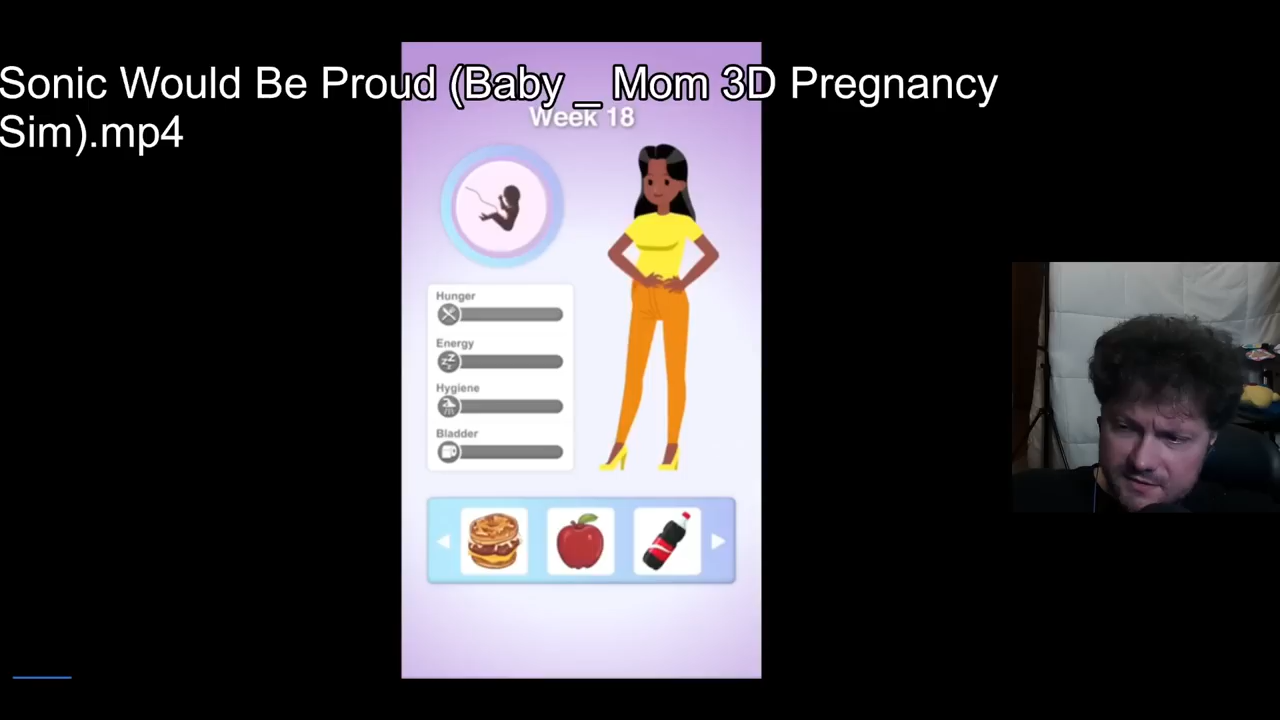 Sonic Would Be Proud (Baby _ Mom 3D Pregnancy
Sim).mp4
Week 18
Hunger
Energy
Hygiene
Bladder